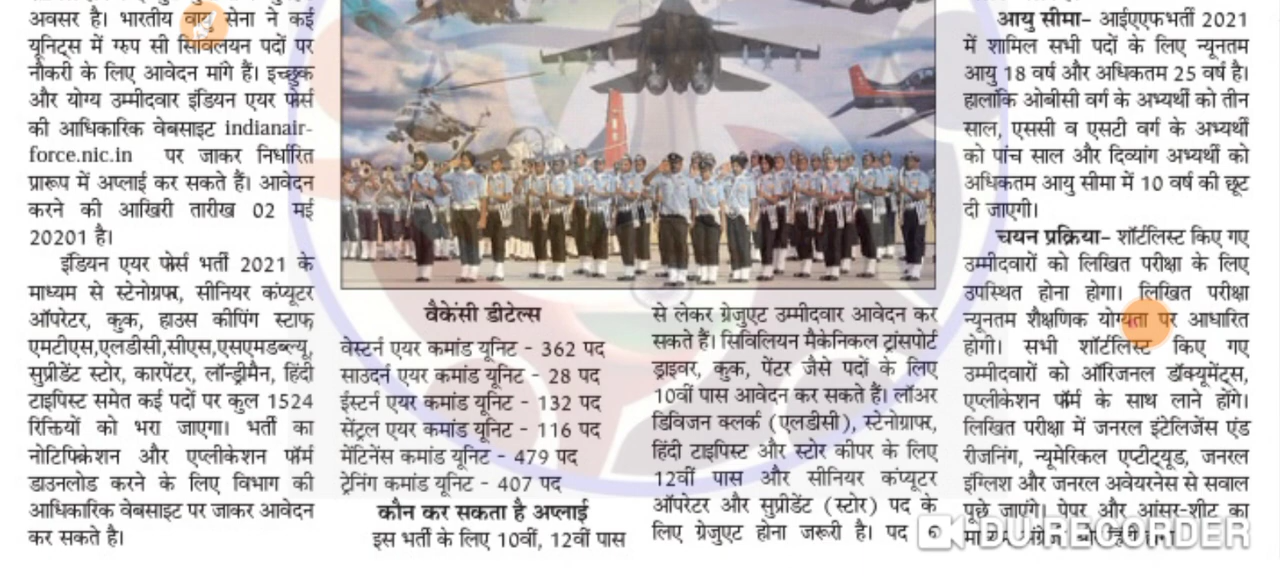 अवसर है। भारतीय वायु सेना ने कई
यूनिट्स में ग्रुप सी सिविलियन पदों पर
नौकरी के लिए आवेदन मांगे हैं। इच्छुक
और योग्य उम्मीदवार इंडियन एयर फोर्स
की आधिकारिक वेबसाइट indianair-
force.nic.in पर जाकर निर्धारित
प्रारूप में अप्लाई कर सकते हैं। आवेदन
करने की आखिरी तारीख 02 मई
20201 है।
इंडियन एयर फोर्स भर्ती 2021 के
माध्यम से स्टेनोग्राफर, सीनियर कंप्यूटर
ऑपरेटर, कुक, हाउस कीपिंग स्टाफ,
एमटीएस,एलडीसी,सीएस,एसएमडब्ल्यू,
सुप्रीडेंट स्टोर, कारपेंटर, लॉन्ड्रीमैन, हिंदी
टाइपिस्ट समेत कई पदों पर कुल 1524
रिक्तियों को भरा जाएगा। भर्ती का
नोटिफिकेशन और एप्लीकेशन फॉर्म
डाउनलोड करने के लिए विभाग की
आधिकारिक वेबसाइट पर जाकर आवेदन
कर सकते है।
वैकेंसी डीटेल्स
वेस्टर्न एयर कमांड यूनिट - 362 पद
साउदर्न एयर कमांड यूनिट - 28 पद
ईस्टर्न एयर कमांड यूनिट - 132 पद
सेंट्रल एयर कमांड यूनिट - 116 पद
मेंटिनेंस कमांड यूनिट - 479 पद
ट्रेनिंग कमांड यूनिट - 407 पद
कौन कर सकता है अप्लाई
इस भर्ती के लिए 10वीं, 12वीं पास
से लेकर ग्रेजुएट उम्मीदवार आवेदन कर
सकते हैं। सिविलियन मैकेनिकल ट्रांसपोर्ट
ड्राइवर, कुक, पेंटर जैसे पदों के लिए
10वीं पास आवेदन कर सकते हैं। लॉअर
डिविजन क्लर्क (एलडीसी), स्टेनोग्राफर,
हिंदी टाइपिस्ट और स्टोर कीपर के लिए
12वीं पास और सीनियर कंप्यूटर
ऑपरेटर और सुप्रीडेंट (स्टोर) पद के
लिए ग्रेजुएट होना जरूरी है। पद
आयु सीमा- आईएएफभर्ती 2021
में शामिल सभी पदों के लिए न्यूनतम
आयु 18 वर्ष और अधिकतम 25 वर्ष है।
हालांकि ओबीसी वर्ग के अभ्यर्थी को तीन
साल, एससी व एसटी वर्ग के अभ्यर्थी
को पांच साल और दिव्यांग अभ्यर्थी को
अधिकतम आयु सीमा में 10 वर्ष की छूट
दी जाएगी।
चयन प्रक्रिया- शॉर्टलिस्ट किए गए
उम्मीदवारों को लिखित परीक्षा के लिए
उपस्थित होना होगा। लिखित परीक्षा
न्यूनतम शैक्षणिक योग्यता पर आधारित
होगी। सभी शॉर्टलिस्ट किए गए
उम्मीदवारों को ऑरिजनल डॉक्यूमेंट्स,
एप्लीकेशन फॉर्म के साथ लाने होंगे।
लिखित परीक्षा में जनरल इंटेलिजेंस एंड
रीजनिंग, न्यूमेरिकल एप्टीट्यूड, जनरल
इंग्लिश और जनरल अवेयरनेस से सवाल
पूछे जाएंगे। पेपर और आंसर-शीट का
DU RECORDER